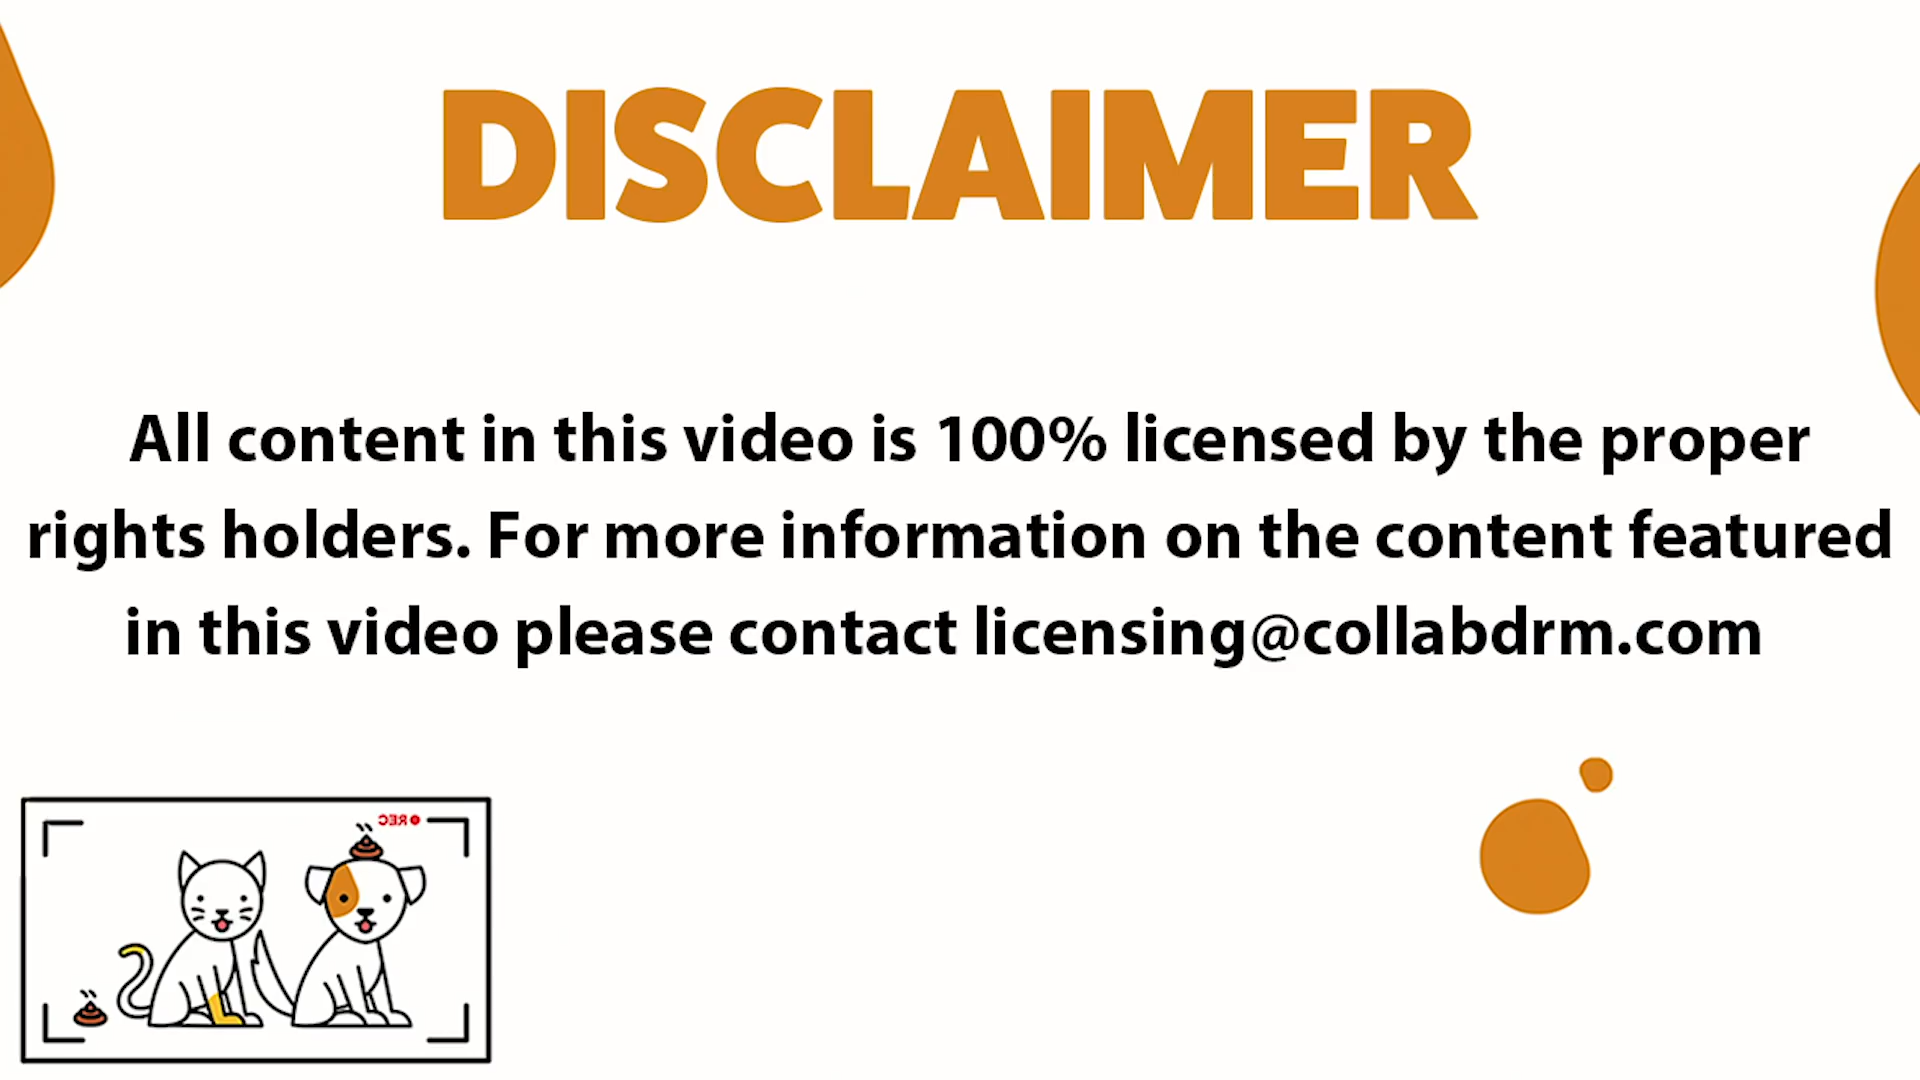 DISCLAIMER
All content in this video is 100% licensed by the proper
rights holders. For more information on the content featured
in this video please contact licensing@collabdrm.com
REC